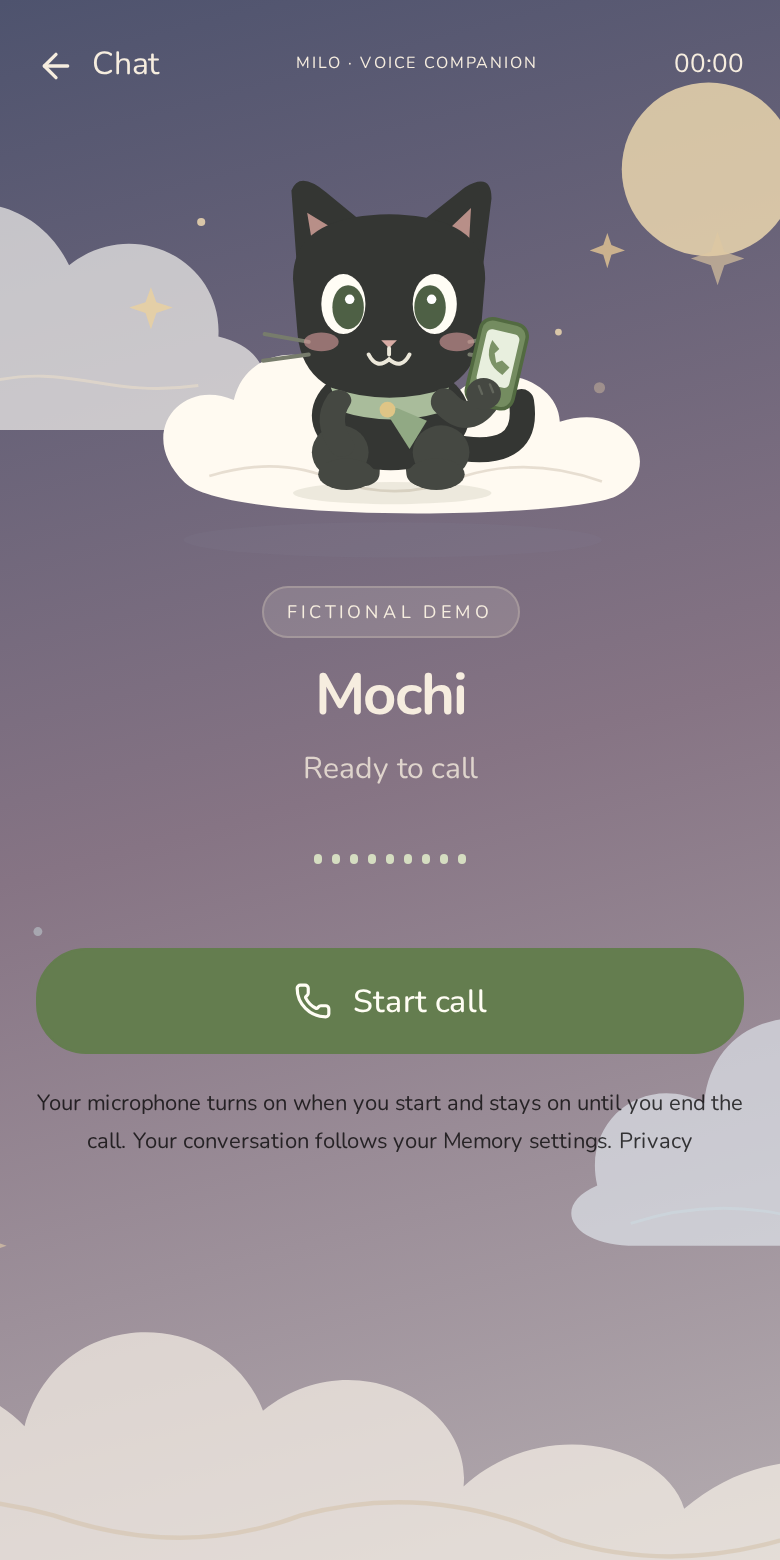 Chat
MILO · VOICE COMPANION
00:00
FICTIONAL DEMO
Mochi
Ready to call
Start call
Your microphone turns on when you start and stays on until you end the
call. Your conversation follows your Memory settings. Privacy